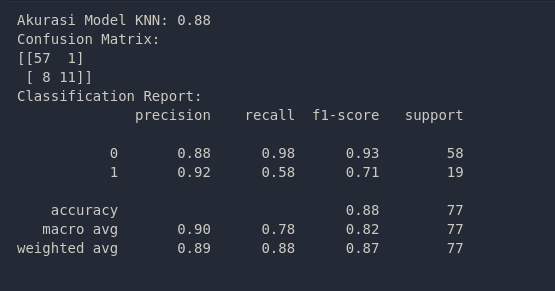 Akurasi Model KNN: 0.88
Confusion Matrix:
[[57  1]
 [ 8 11]]
Classification Report:
              precision    recall  f1-score   support

           0       0.88      0.98      0.93        58
           1       0.92      0.58      0.71        19

    accuracy                           0.88        77
   macro avg       0.90      0.78      0.82        77
weighted avg       0.89      0.88      0.87        77